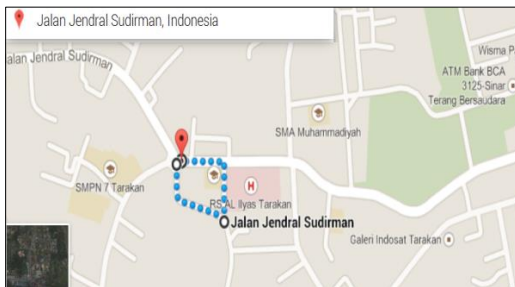 Jalan Jendral Sudirman, Indonesia
alan Jendral Sudirman
Wisma P
ATM Bank BCA
3125-Sinar
Terang Bersaudara
SMA Muhammadiyah
SMPN 7 Tarakan
H
RS AL Ilyas Tarakan
Jalan Jendral Sudirman
Galeri Indosat Tarakan